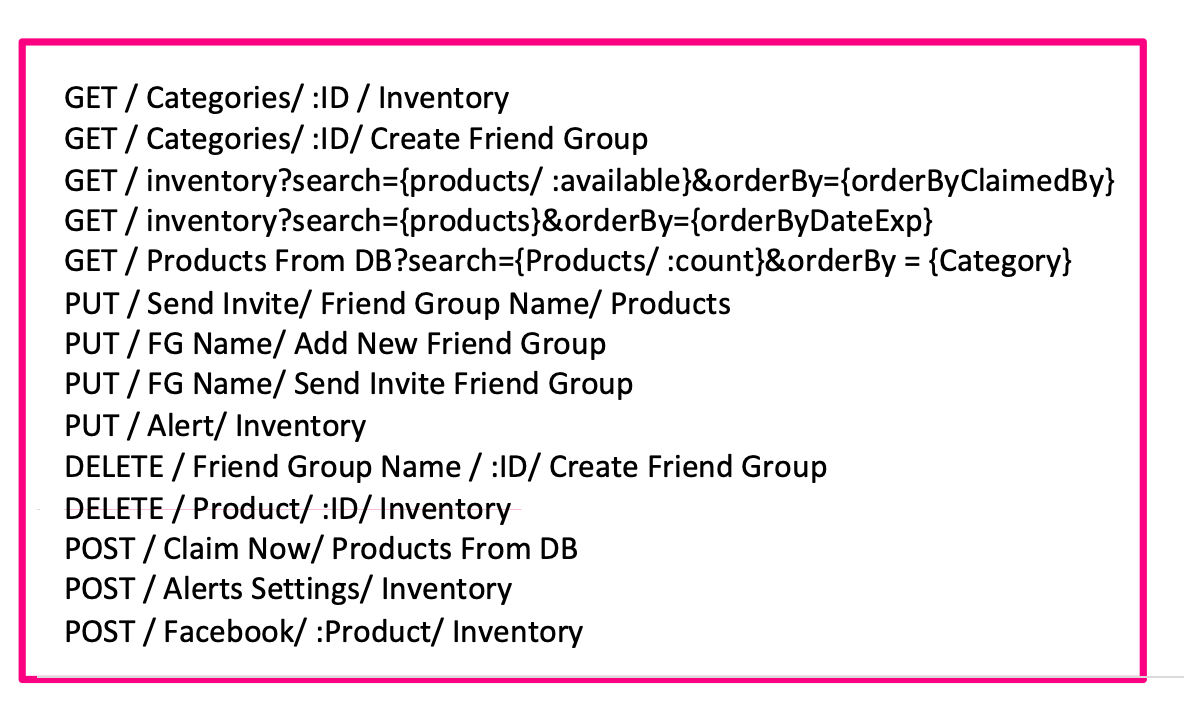 GET / Categories/ :ID / Inventory
GET / Categories/ :ID/ Create Friend Group
GET / inventory?search={products/ :available}&orderBy={orderByClaimedBy}
GET / inventory?search={products}&orderBy={orderByDateExp}
GET / Products From DB?search={Products/ :count}&orderBy = {Category}
PUT / Send Invite/ Friend Group Name/ Products
PUT / FG Name/ Add New Friend Group
PUT / FG Name/ Send Invite Friend Group
PUT / Alert/ Inventory
DELETE / Friend Group Name / :ID/ Create Friend Group
DELETE / Product/ :ID/ Inventory
POST / Claim Now/ Products From DB
POST / Alerts Settings/ Inventory
POST / Facebook/ :Product/ Inventory